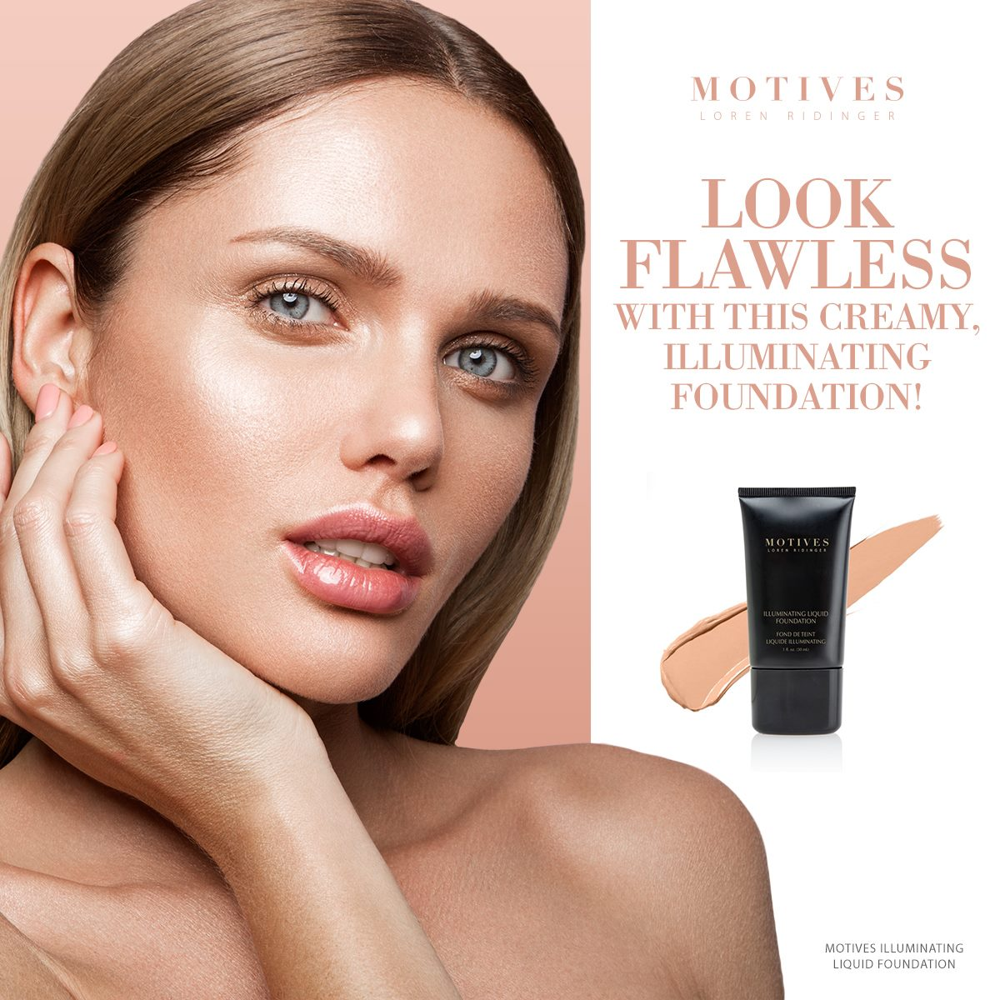 MOTIVES
LOREN RIDINGER
LOOK
FLAWLESS
WITH THIS CREAMY,
ILLUMINATING
FOUNDATION!
MOTIVES
LOREN RIDINGER
ILLUMINATING LIQUID
FOUNDATION
FOND DE TEINT
LIQUIDE ILLUMINATING
1 fl. oz. (30 mL)
MOTIVES ILLUMINATING
LIQUID FOUNDATION